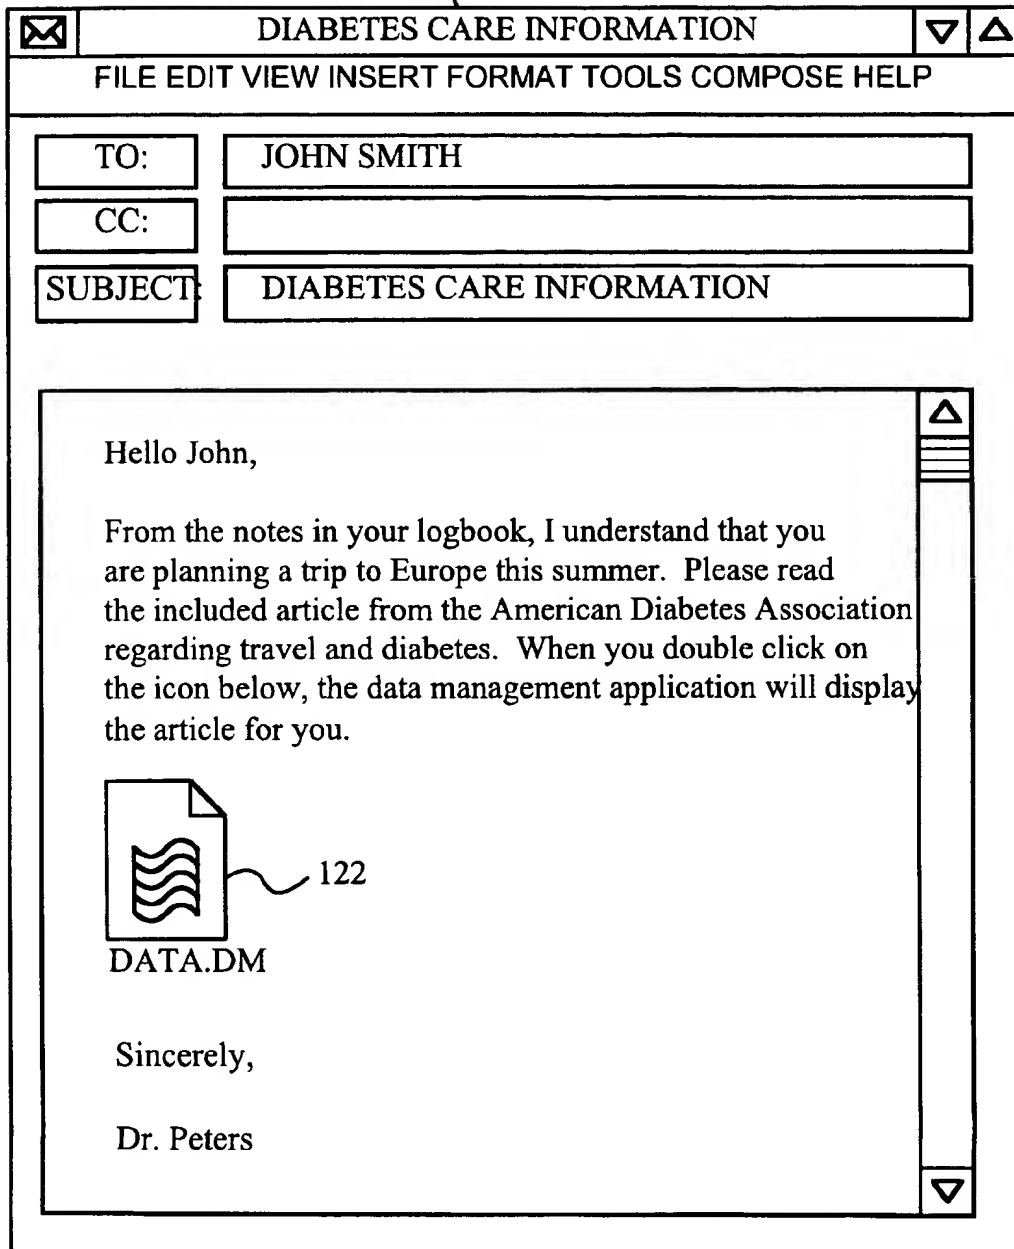 DIABETES CARE INFORMATION
FILE EDIT VIEW INSERT FORMAT TOOLS COMPOSE HELP
TO: JOHN SMITH
CC:
SUBJECT: DIABETES CARE INFORMATION
Hello John,
From the notes in your logbook, I understand that you
are planning a trip to Europe this summer. Please read
the included article from the American Diabetes Association
regarding travel and diabetes. When you double click on
the icon below, the data management application will display
the article for you.
122
DATA.DM
Sincerely,
Dr. Peters